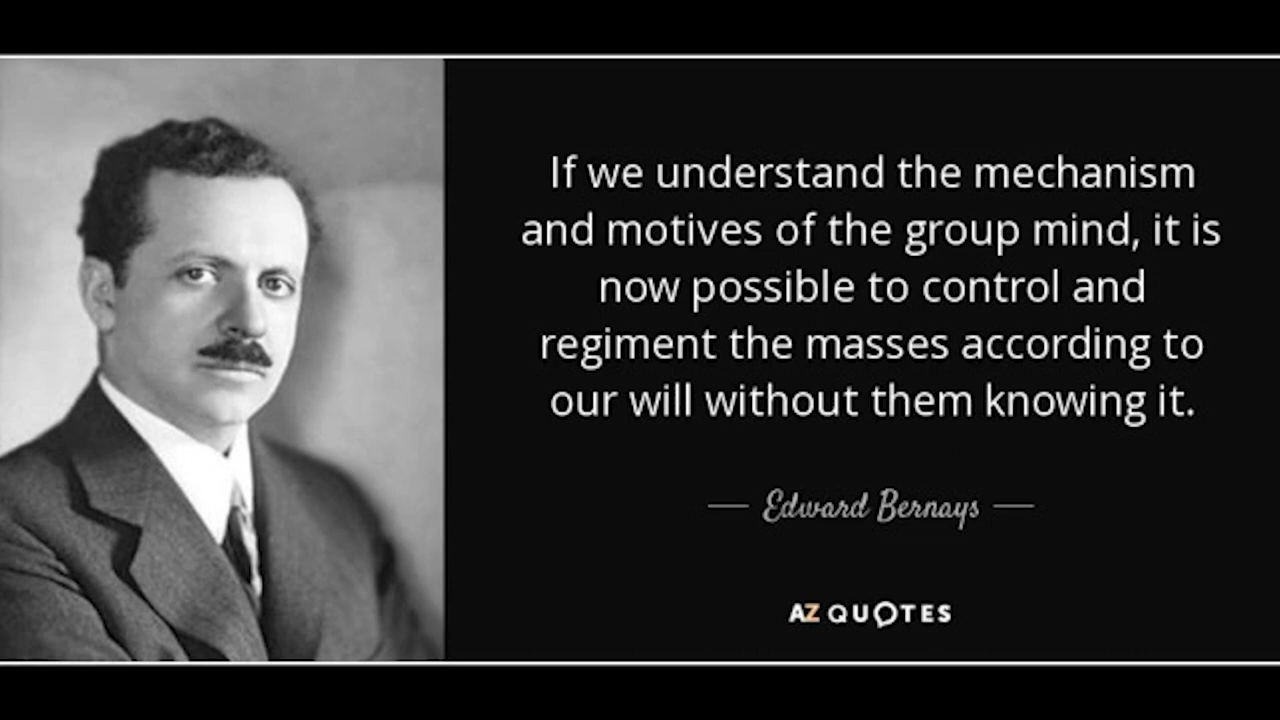 If we understand the mechanism
and motives of the group mind, it is
now possible to control and
regiment the masses according to
our will without them knowing it.
Edward Bernays
AZ QUOTES